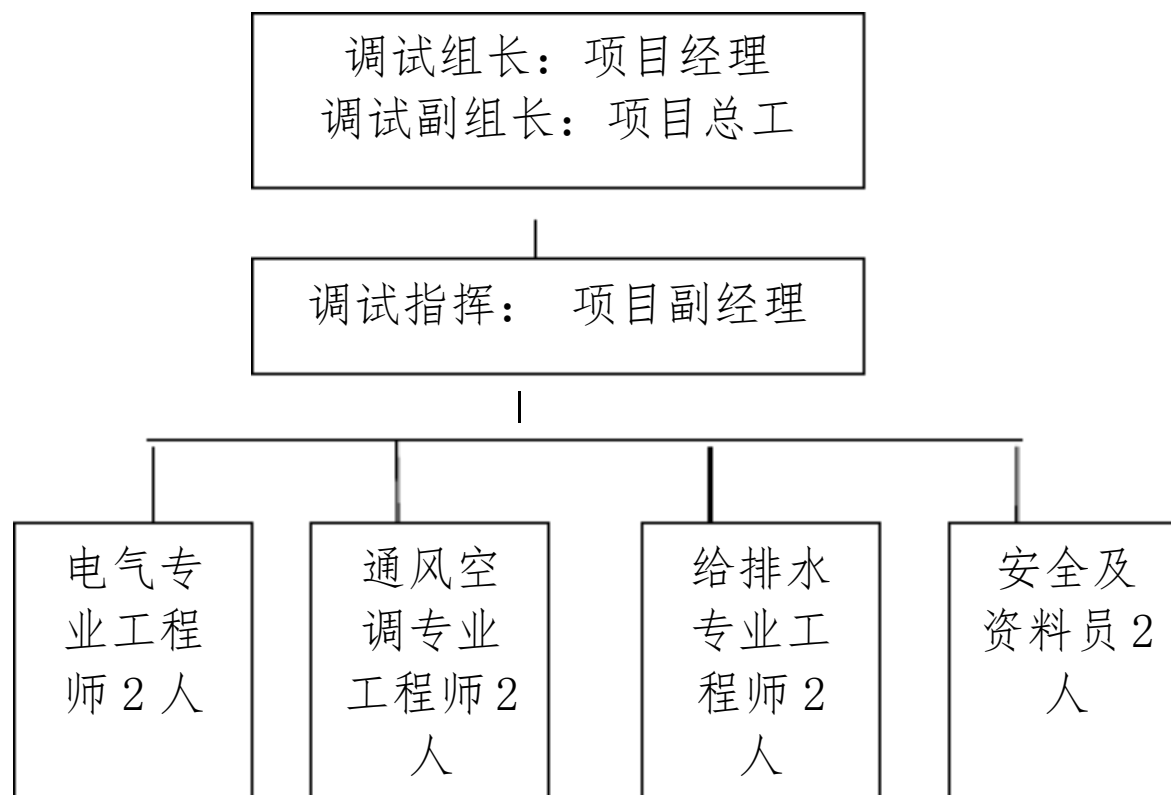 调试组长：项目经理
调试副组长：项目总工
调试指挥： 项目副经理
电气专
业工程
师2人
通风空
调专业
工程师2
人
给排水
专业工
程师2
人
安全及
资料员2
人